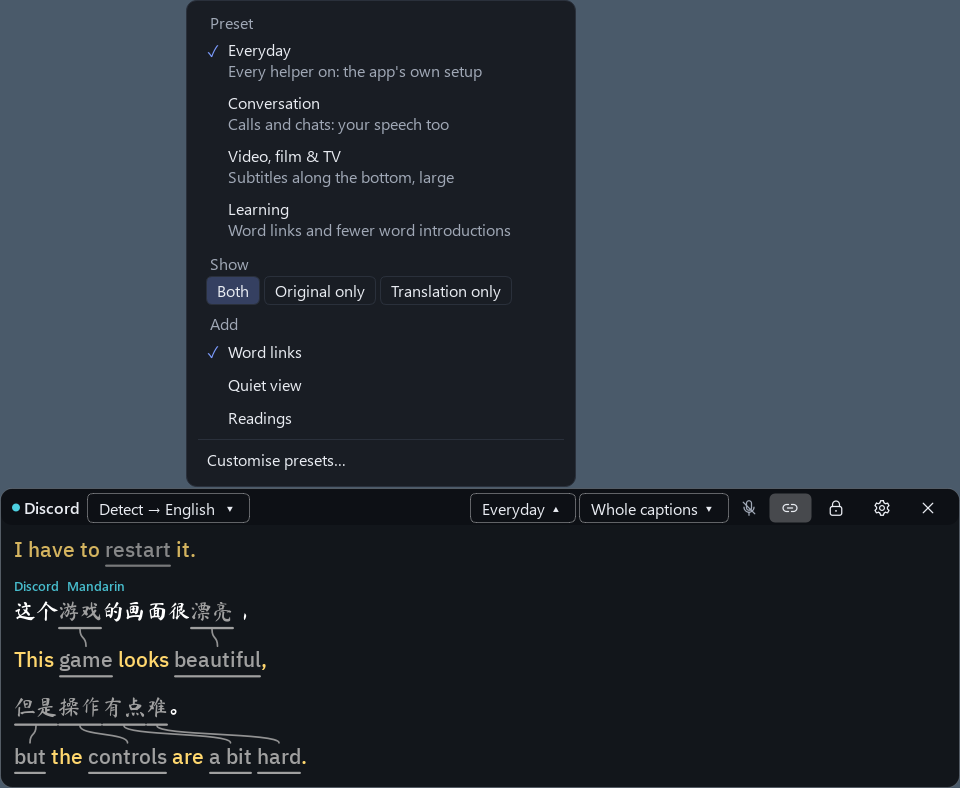 Preset
✓ Everyday
Every helper on: the app's own setup
Conversation
Calls and chats: your speech too
Video, film & TV
Subtitles along the bottom, large
Learning
Word links and fewer word introductions
Show
Both Original only Translation only
Add
✓ Word links
Quiet view
Readings
Customise presets...
Discord Detect → English ▼ Everyday ▲ Whole captions ▼
I have to restart it.
Discord Mandarin
这个游戏的画面很漂亮，
This game looks beautiful,
但是操作有点难。
but the controls are a bit hard.